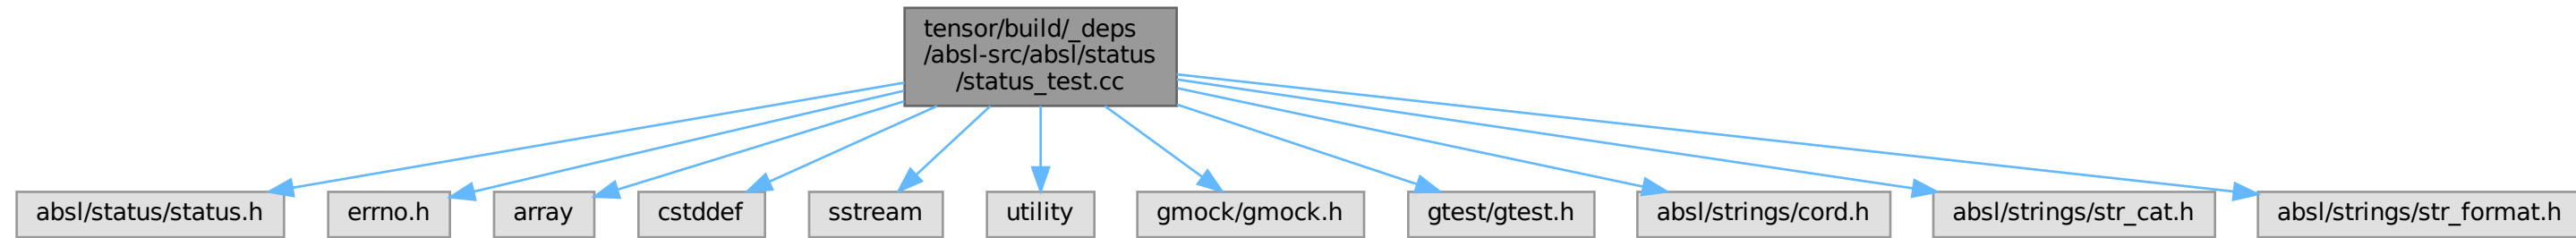 tensor/build/_deps
/absl-src/absl/status
/status_test.cc
absl/status/status.h
errno.h
array
cstddef
sstream
utility
gmock/gmock.h
gtest/gtest.h
absl/strings/cord.h
absl/strings/str_cat.h
absl/strings/str_format.h